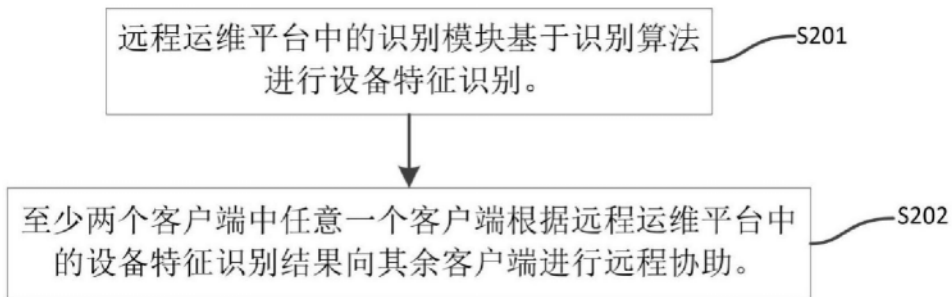 远程运维平台中的识别模块基于识别算法
进行设备特征识别。
S201
至少两个客户端中任意一个客户端根据远程运维平台中
的设备特征识别结果向其余客户端进行远程协助。
S202